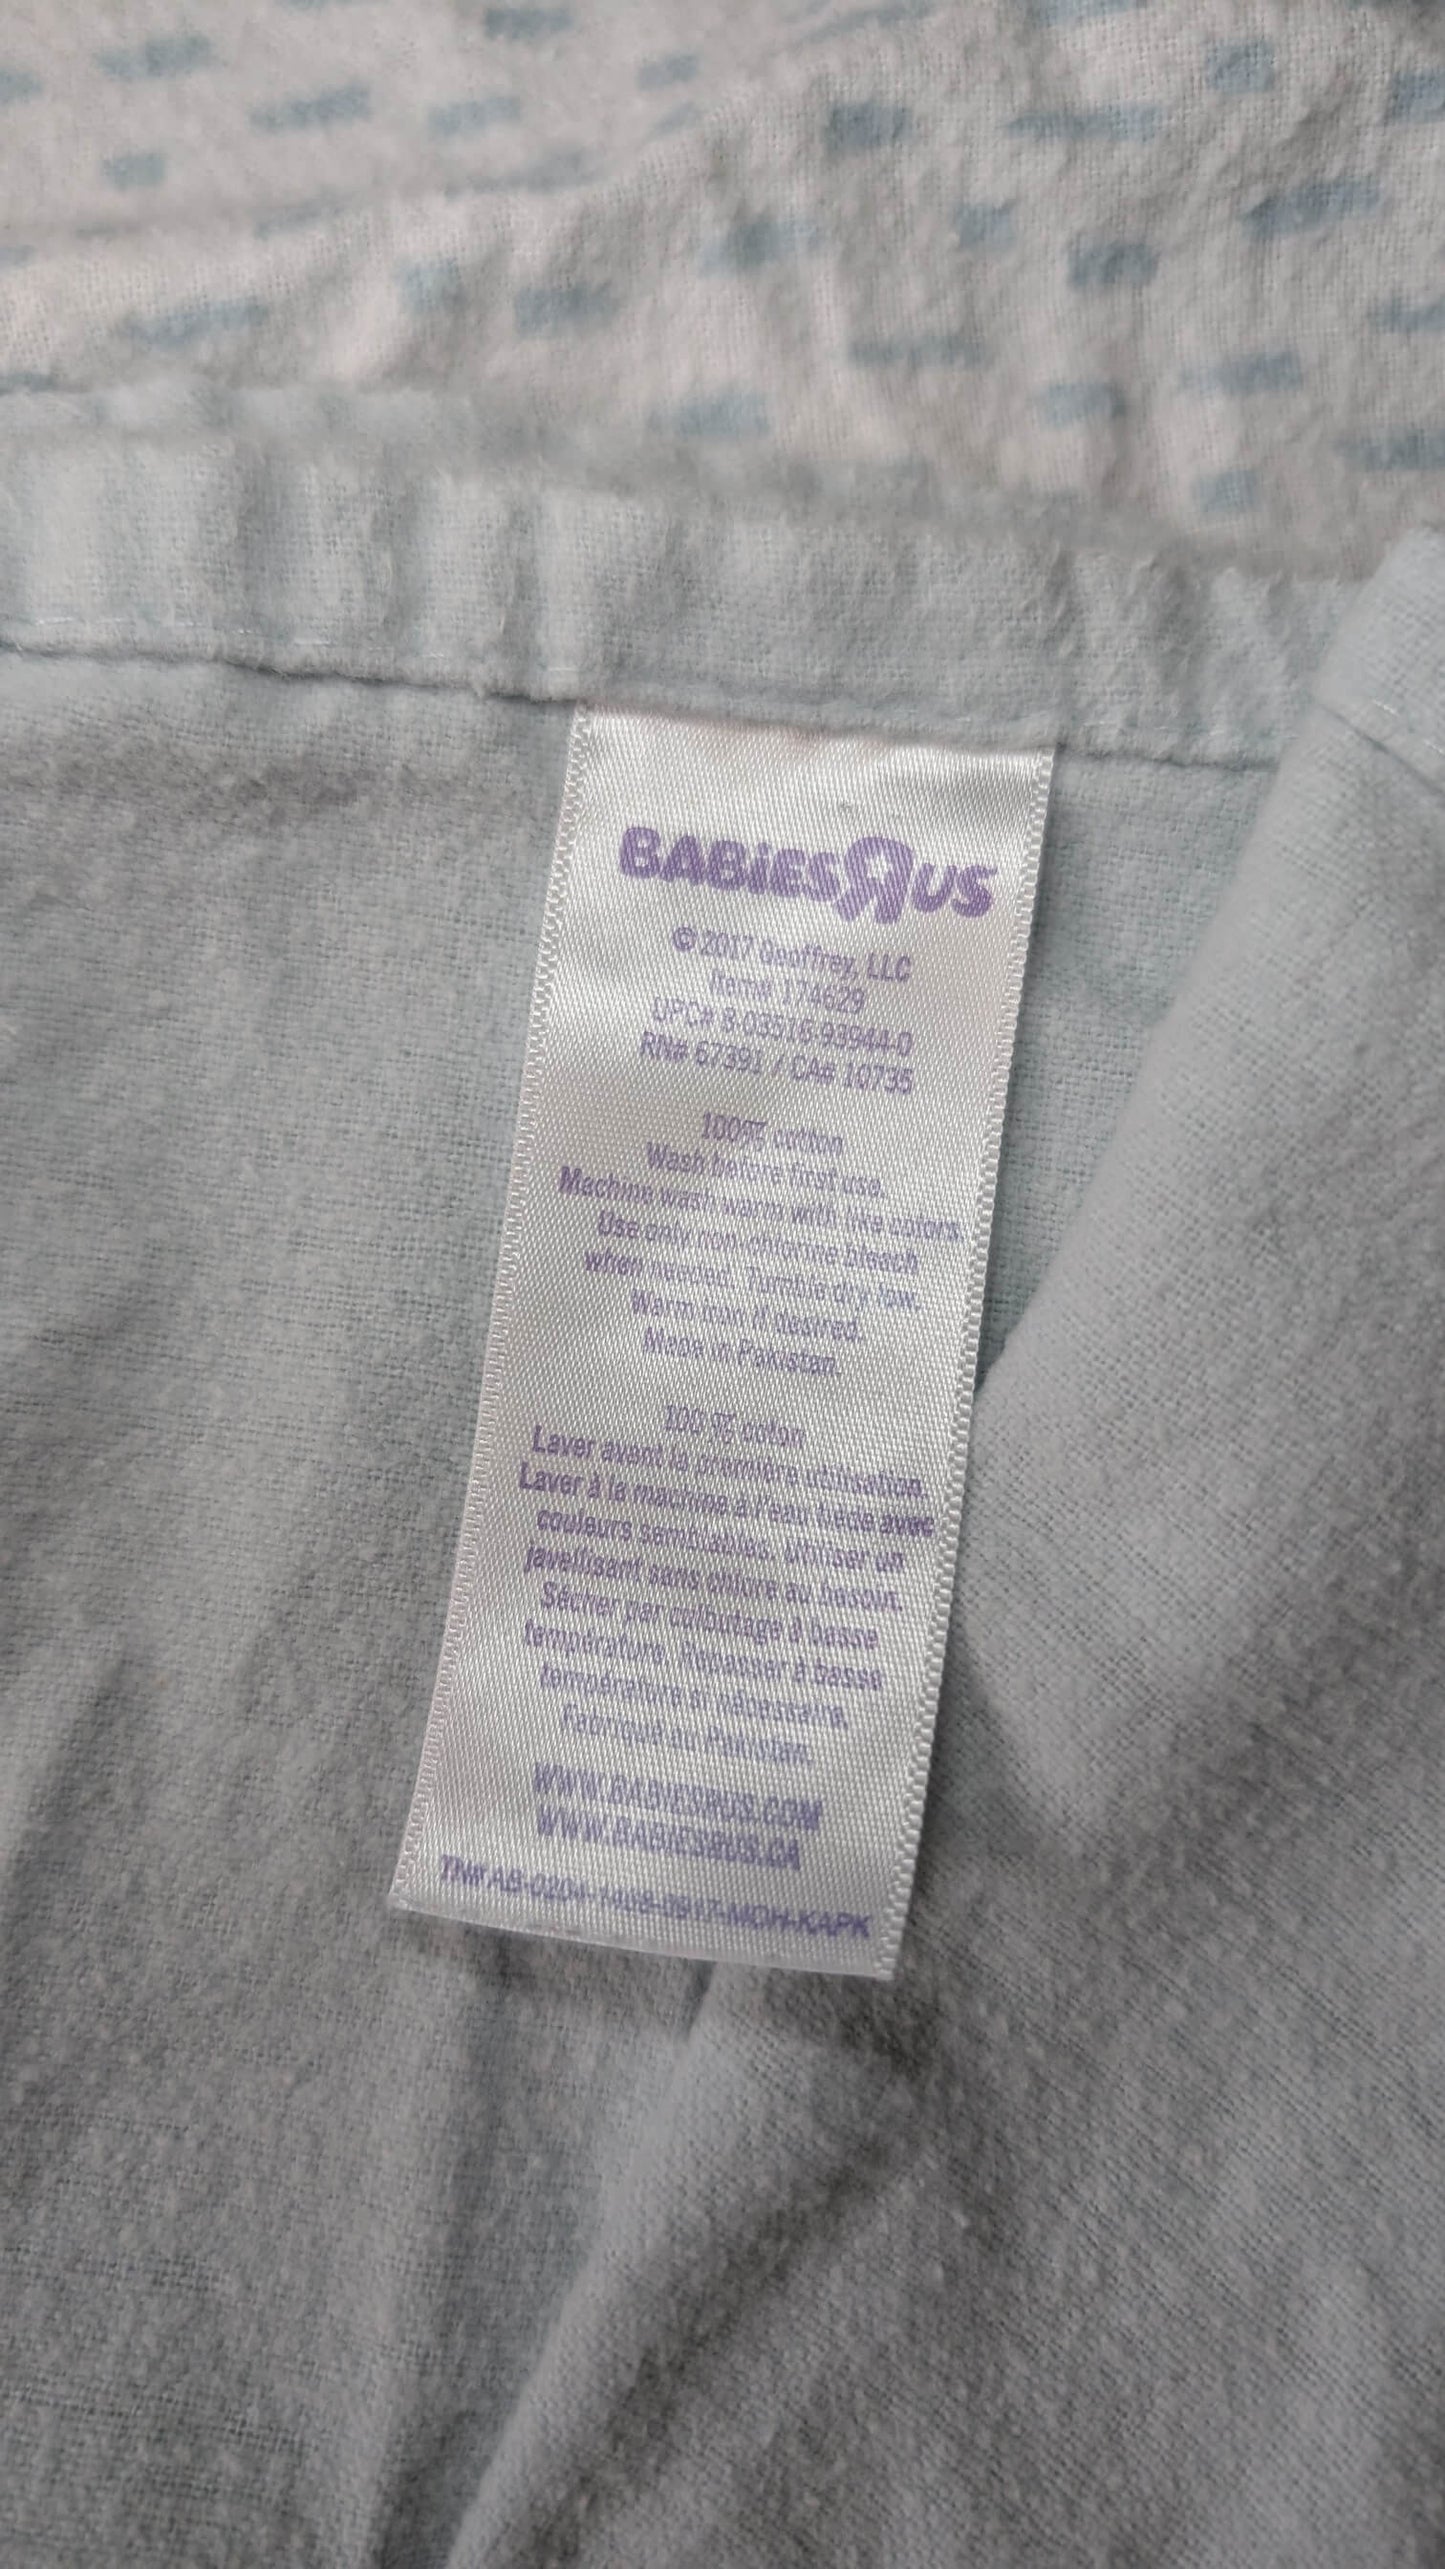 BABiESRUS
© 2017 Geoffrey, LLC
Item# 174629
UPC# 8-03516-93944-0
RN# 67391 / CA# 10735
100% cotton
Wash before first use.
Machine wash warm with like colors.
Use only non-chlorine bleach
when needed. Tumble dry low.
Warm iron if desired.
Made in Pakistan.
100 % coton
Laver avant la première utilisation.
Laver à la machine à l'eau tiède avec
couleurs semblables. Utiliser un
javellisant sans chlore au besoin.
Sécher par culbutage à basse
température. Repasser à basse
température si nécessaire.
Fabriqué au Pakistan.
WWW.BABIESRUS.COM
WWW.BABIESRUS.CA
TN#